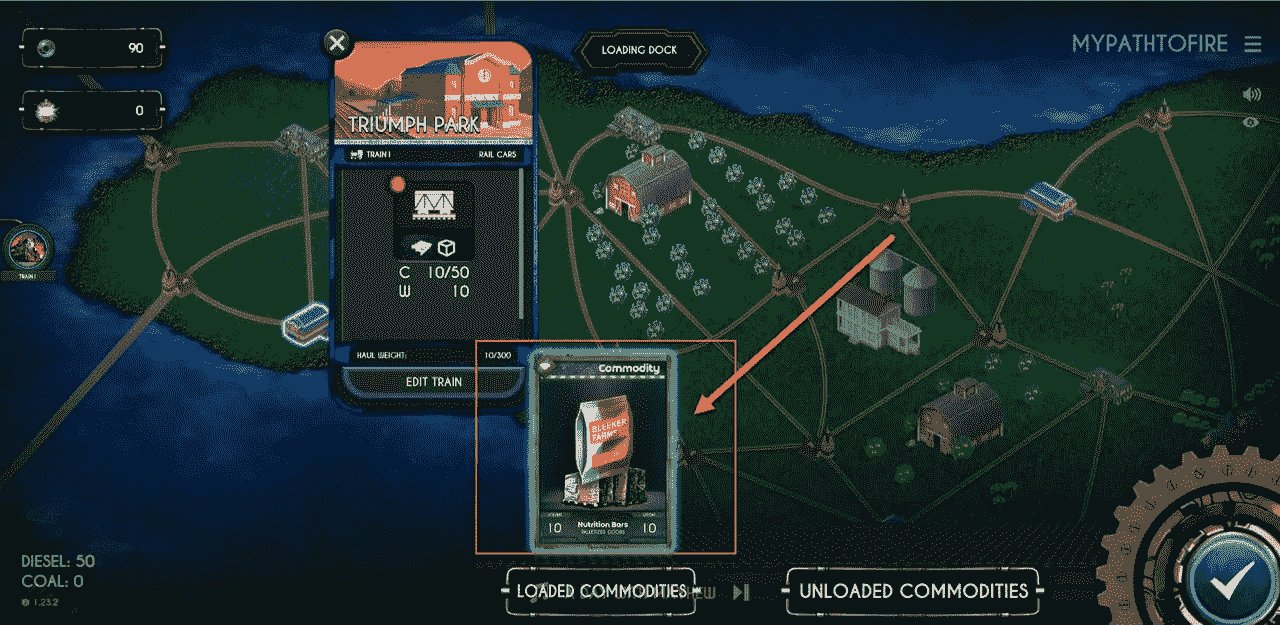 90
0
LOADING DOCK
MYPATHTOFIRE
TRIUMPH PARK
TRAIN 1
RAIL CARS
C 10/50
W 10
HAUL WEIGHT:
10/300
EDIT TRAIN
TRAIN 1
Commodity
BLEEKER
FARMS
10
Nutrition Bars
PALLETIZED GOODS
10
DIESEL: 50
COAL: 0
1.23.2
LOADED COMMODITIES
UNLOADED COMMODITIES